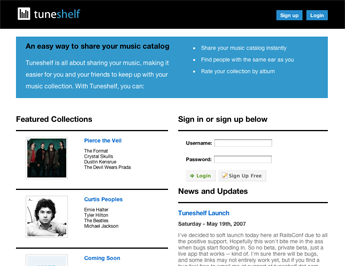 tuneshelf
Sign up
Login
An easy way to share your music catalog
Tuneshelf is all about sharing your music, making it
easier for you and your friends to keep up with your
music collection. With Tuneshelf, you can:
Share your music catalog instantly
Find people with the same ear as you
Rate your collection by album
Featured Collections
Pierce the Veil
The Format
Crystal Skulls
Dustin Kensrue
The Devil Wears Prada
Curtis Peoples
Ernie Halter
Tyler Hilton
The Beatles
Michael Jackson
Coming Soon
Sign in or sign up below
Username:
Password:
Login
Sign Up Free
News and Updates
Tuneshelf Launch
Saturday - May 19th, 2007
I've decided to soft launch today here at RailsConf due to all
the positive support. Hopefully this won't bite me in the ass
when bugs start flooding in. So no beta, private beta, just a
live app that works -- kind of. I'm sure there will be bugs,
and some links may not entirely work yet, but if you find a